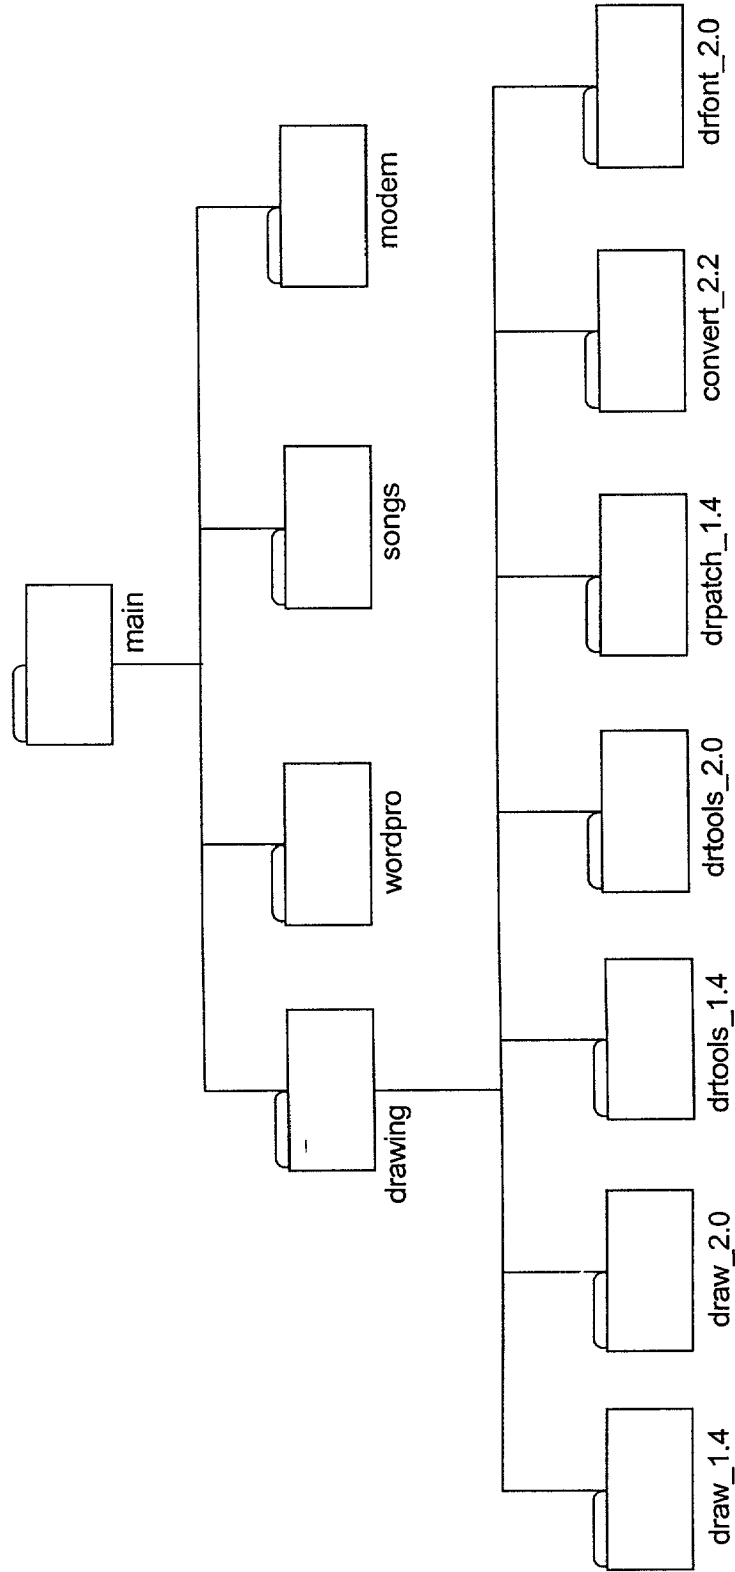 main
drawing
wordpro
songs
modem
draw_1.4
draw_2.0
drtools_1.4
drtools_2.0
drpatch_1.4
convert_2.2
drfont_2.0